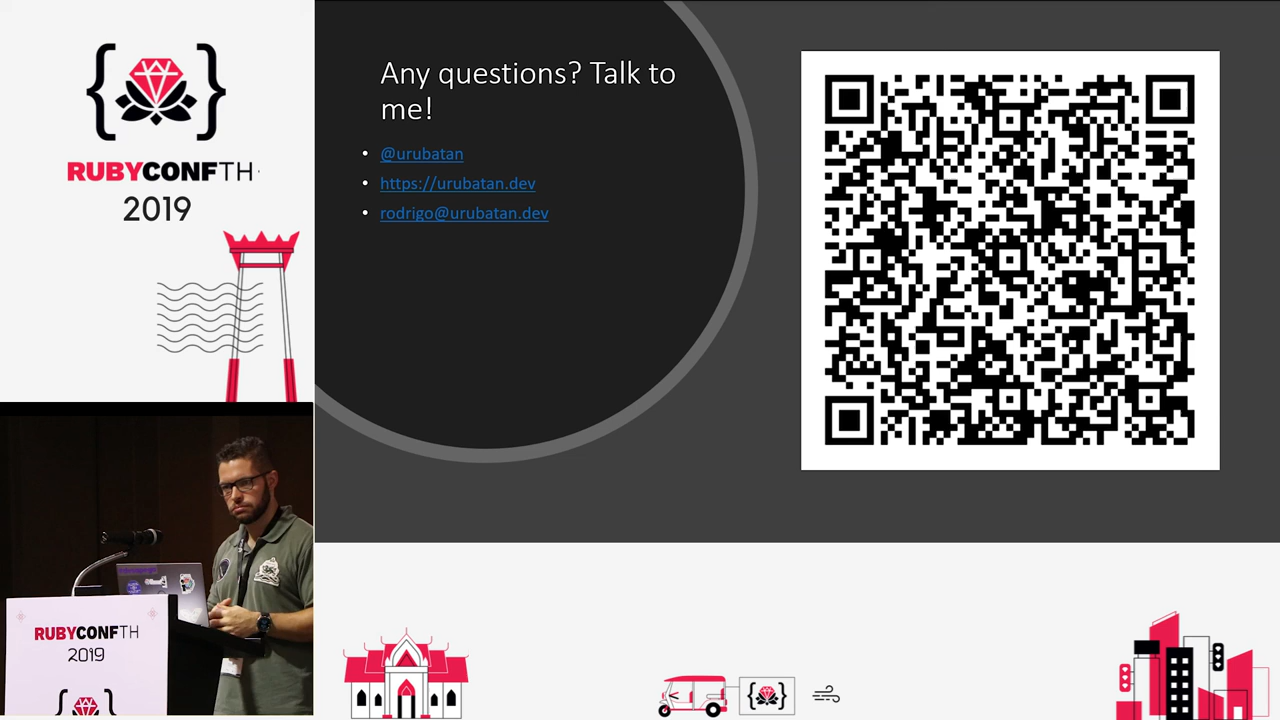 RUBYCONFTH
2019
Any questions? Talk to
me!
• @urubatan
• https://urubatan.dev
• rodrigo@urubatan.dev
RUBYCONFTH
2019